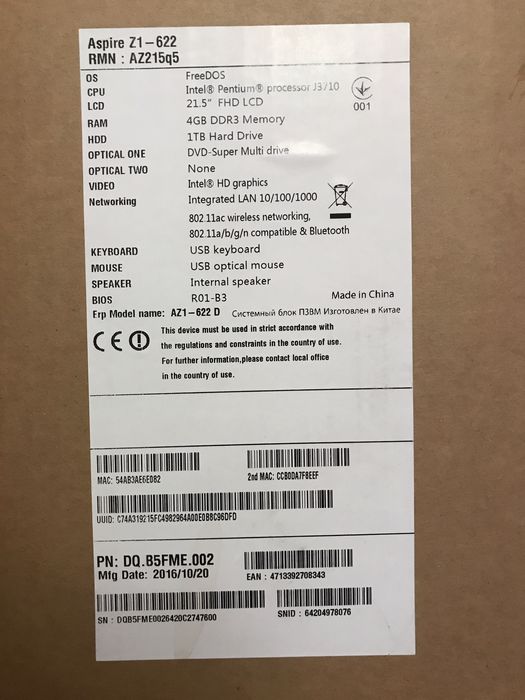 Aspire Z1-622
RMN : AZ215q5
OS FreeDOS
CPU Intel® Pentium® processor J3710
LCD 21.5" FHD LCD
001
RAM 4GB DDR3 Memory
HDD 1TB Hard Drive
OPTICAL ONE DVD-Super Multi drive
OPTICAL TWO None
VIDEO Intel® HD graphics
Networking Integrated LAN 10/100/1000
802.11ac wireless networking,
802.11a/b/g/n compatible & Bluetooth
KEYBOARD USB keyboard
MOUSE USB optical mouse
SPEAKER Internal speaker
BIOS R01-B3 Made in China
Erp Model name: AZ1-622 D Системный блок ПЗВМ Изготовлен в Китае
CE This device must be used in strict accordance with
the regulations and constraints in the country of use.
For further information,please contact local office
in the country of use.
MAC: 54AB3AE6E082 2nd MAC: CCB0DA7F8EEF
UUID: C74A319215FC4982964A00E0B8C96DFD
PN: DQ.B5FME.002
Mfg Date: 2016/10/20 EAN : 4713392708343
SN : DQB5FME0026420C2747600 SNID : 64204978076